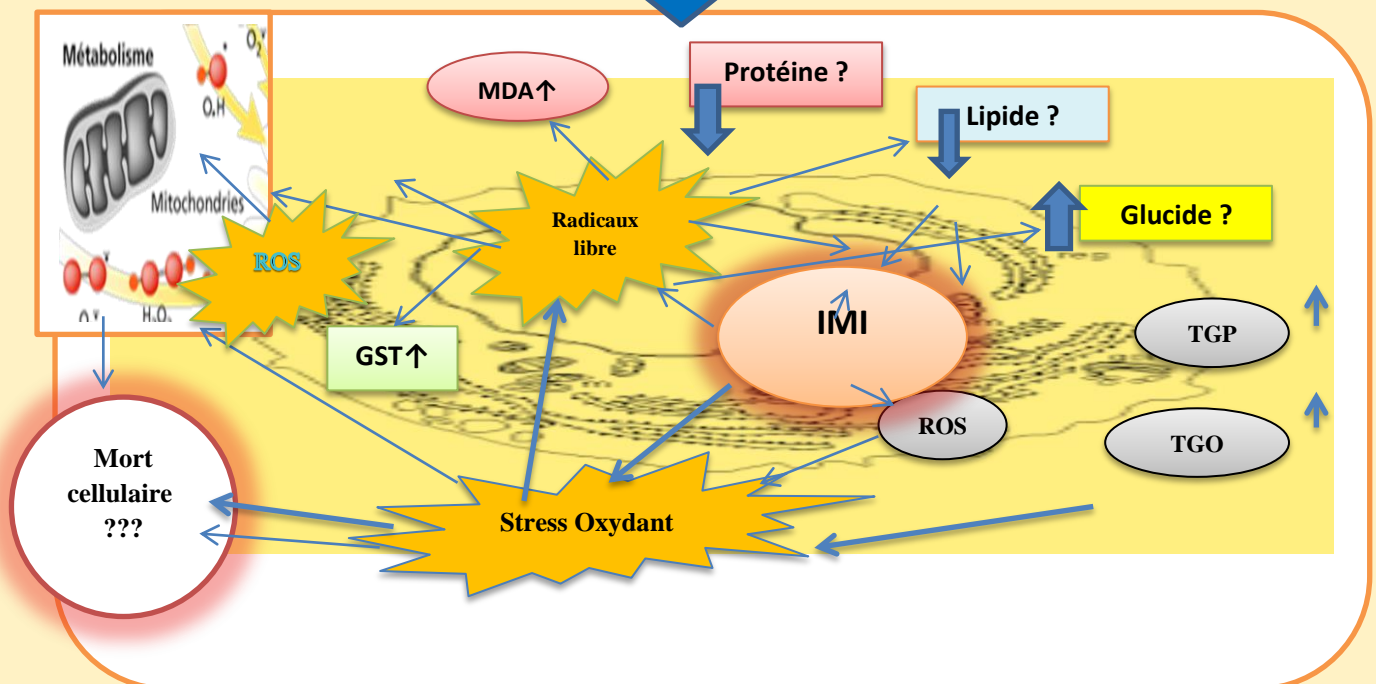 Métabolisme
O₂H
Mitochondries
H₂O₂
MDA↑
Protéine ?
Lipide ?
Glucide ?
Radicaux
libre
ROS
IMI
GST↑
TGP
ROS
TGO
Mort
cellulaire
???
Stress Oxydant